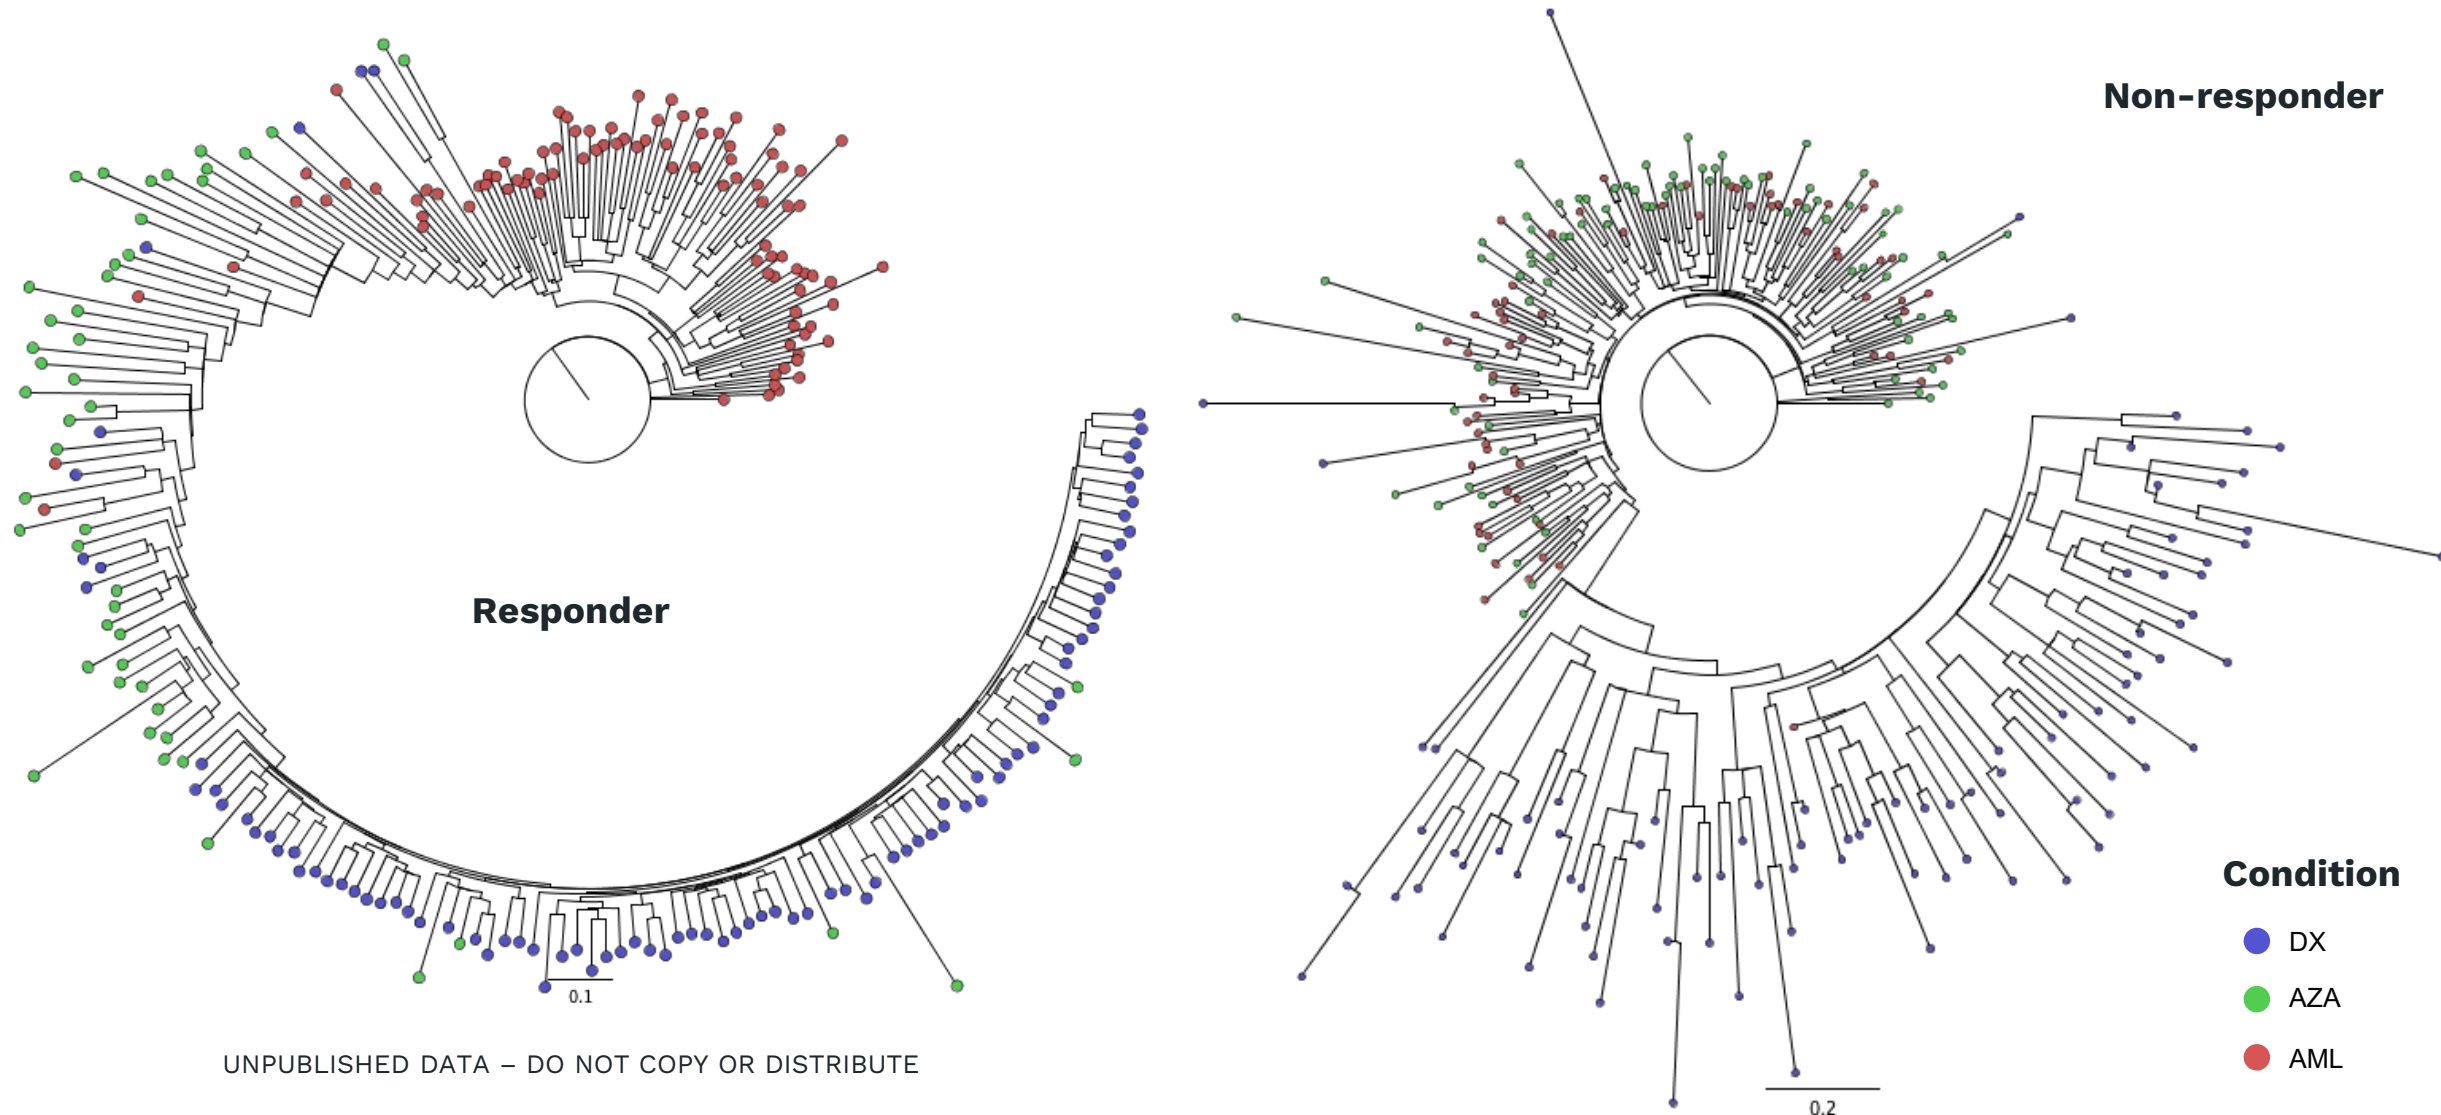 Non-responder
Responder
0.1
UNPUBLISHED DATA – DO NOT COPY OR DISTRIBUTE
Condition
DX
AZA
AML
0.2